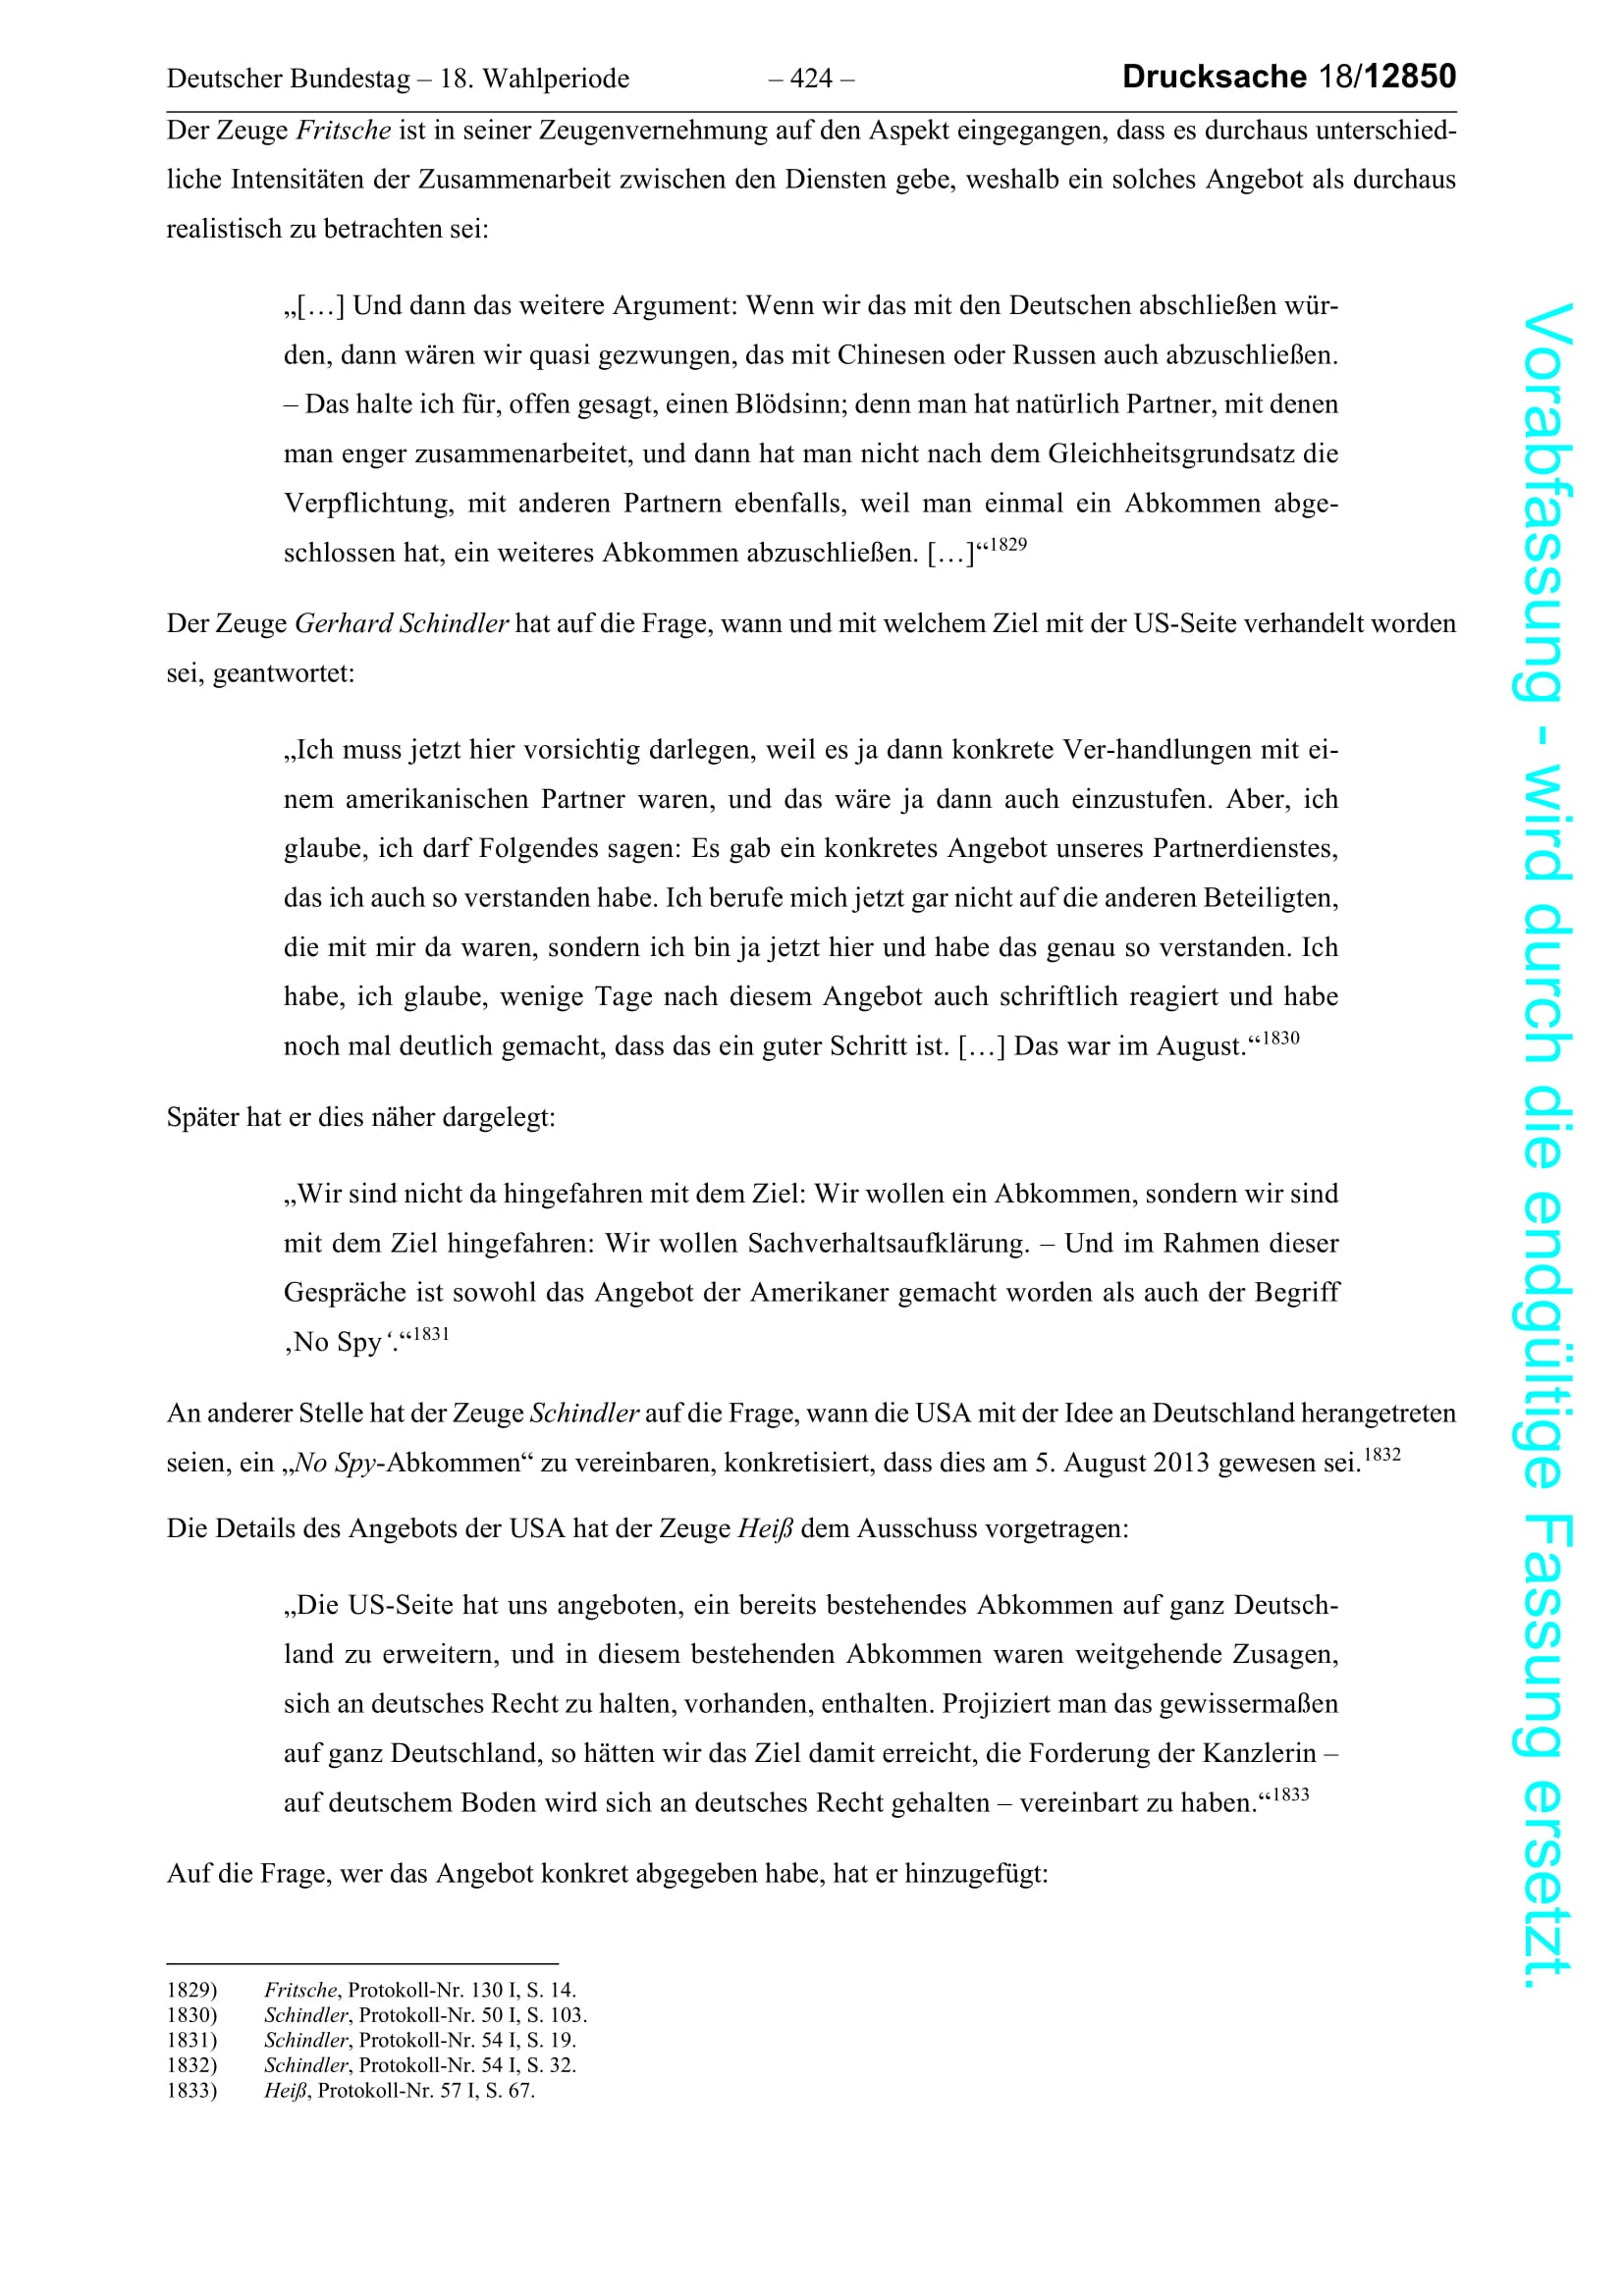 Deutscher Bundestag – 18. Wahlperiode – 424 – Drucksache 18/12850
Der Zeuge Fritsche ist in seiner Zeugenvernehmung auf den Aspekt eingegangen, dass es durchaus unterschied-
liche Intensitäten der Zusammenarbeit zwischen den Diensten gebe, weshalb ein solches Angebot als durchaus
realistisch zu betrachten sei:
„[…] Und dann das weitere Argument: Wenn wir das mit den Deutschen abschließen wür-
den, dann wären wir quasi gezwungen, das mit Chinesen oder Russen auch abzuschließen.
– Das halte ich für, offen gesagt, einen Blödsinn; denn man hat natürlich Partner, mit denen
man enger zusammenarbeitet, und dann hat man nicht nach dem Gleichheitsgrundsatz die
Verpflichtung, mit anderen Partnern ebenfalls, weil man einmal ein Abkommen abge-
schlossen hat, ein weiteres Abkommen abzuschließen. […]“1829
Der Zeuge Gerhard Schindler hat auf die Frage, wann und mit welchem Ziel mit der US-Seite verhandelt worden
sei, geantwortet:
„Ich muss jetzt hier vorsichtig darlegen, weil es ja dann konkrete Ver-handlungen mit ei-
nem amerikanischen Partner waren, und das wäre ja dann auch einzustufen. Aber, ich
glaube, ich darf Folgendes sagen: Es gab ein konkretes Angebot unseres Partnerdienstes,
das ich auch so verstanden habe. Ich berufe mich jetzt gar nicht auf die anderen Beteiligten,
die mit mir da waren, sondern ich bin ja jetzt hier und habe das genau so verstanden. Ich
habe, ich glaube, wenige Tage nach diesem Angebot auch schriftlich reagiert und habe
noch mal deutlich gemacht, dass das ein guter Schritt ist. […] Das war im August.“1830
Später hat er dies näher dargelegt:
„Wir sind nicht da hingefahren mit dem Ziel: Wir wollen ein Abkommen, sondern wir sind
mit dem Ziel hingefahren: Wir wollen Sachverhaltsaufklärung. – Und im Rahmen dieser
Gespräche ist sowohl das Angebot der Amerikaner gemacht worden als auch der Begriff
‚No Spy‘.“1831
An anderer Stelle hat der Zeuge Schindler auf die Frage, wann die USA mit der Idee an Deutschland herangetreten
seien, ein „No Spy-Abkommen“ zu vereinbaren, konkretisiert, dass dies am 5. August 2013 gewesen sei.1832
Die Details des Angebots der USA hat der Zeuge Heiß dem Ausschuss vorgetragen:
„Die US-Seite hat uns angeboten, ein bereits bestehendes Abkommen auf ganz Deutsch-
land zu erweitern, und in diesem bestehenden Abkommen waren weitgehende Zusagen,
sich an deutsches Recht zu halten, vorhanden, enthalten. Projiziert man das gewissermaßen
auf ganz Deutschland, so hätten wir das Ziel damit erreicht, die Forderung der Kanzlerin –
auf deutschem Boden wird sich an deutsches Recht gehalten – vereinbart zu haben.“1833
Auf die Frage, wer das Angebot konkret abgegeben habe, hat er hinzugefügt:
1829) Fritsche, Protokoll-Nr. 130 I, S. 14.
1830) Schindler, Protokoll-Nr. 50 I, S. 103.
1831) Schindler, Protokoll-Nr. 54 I, S. 19.
1832) Schindler, Protokoll-Nr. 54 I, S. 32.
1833) Heiß, Protokoll-Nr. 57 I, S. 67.
Vorabfassung - wird durch die endgültige Fassung ersetzt.